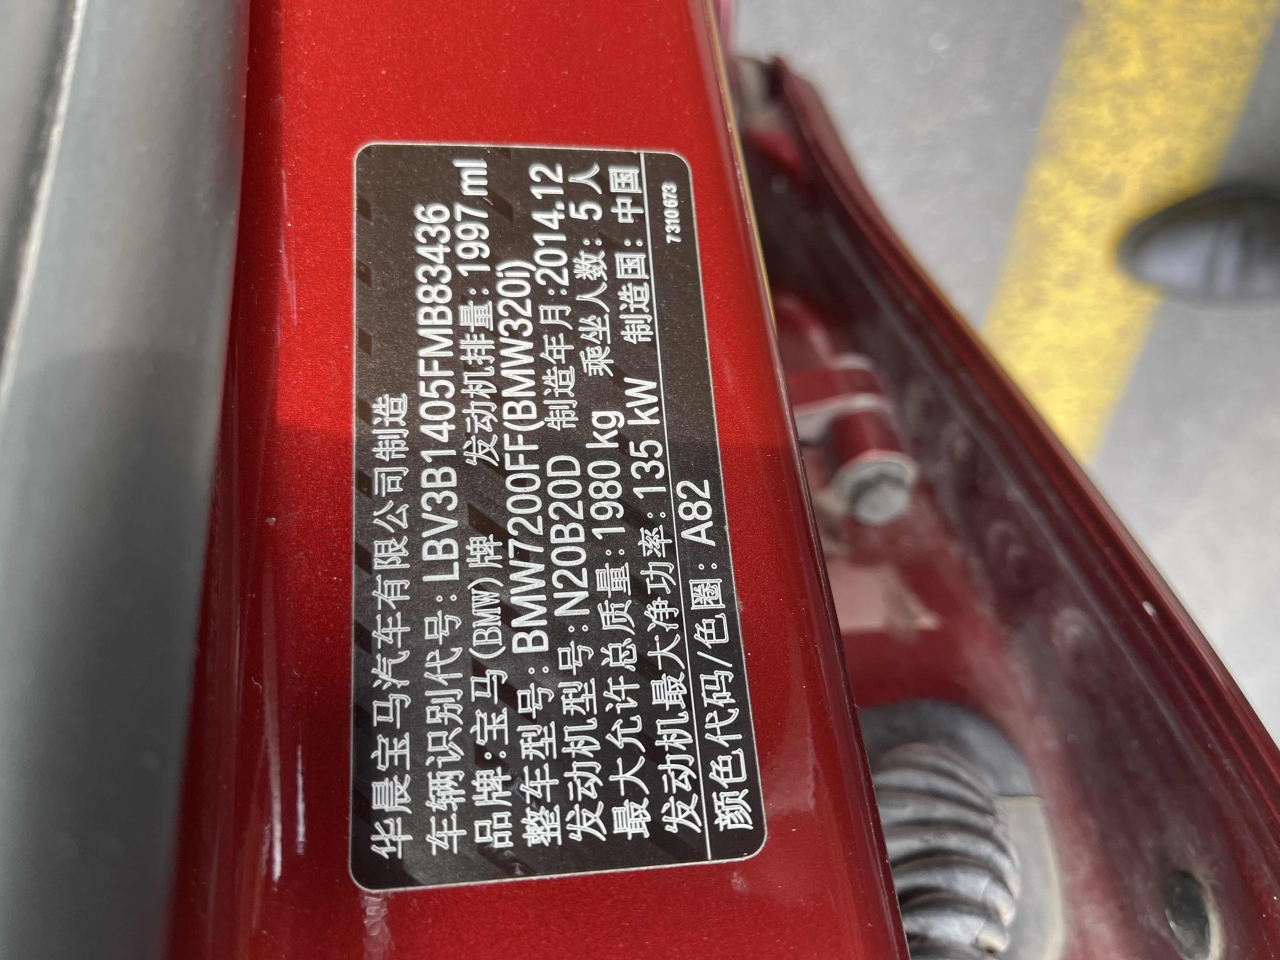 华晨宝马汽车有限公司制造
车辆识别代号:LBV3B1405FMB83436
品牌:宝马(BMW)牌 发动机排量:1997 ml
整车型号:BMW7200FF(BMW320i)
发动机型号:N20B20D 制造年月:2014.12
最大允许总质量:1980 kg 乘坐人数: 5 人
发动机最大净功率:135 kW 制造国:中国
颜色代码/色圈:A82 7310673